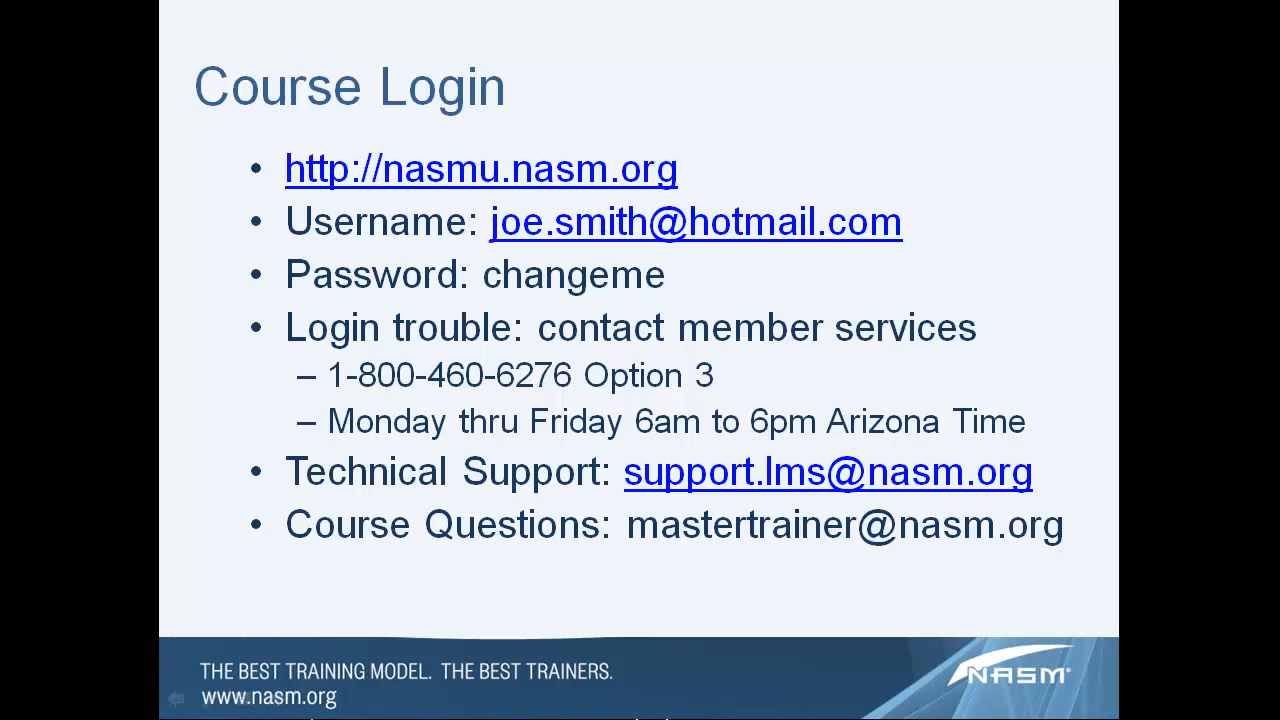 Course Login
• http://nasmu.nasm.org
• Username: joe.smith@hotmail.com
• Password: changeme
• Login trouble: contact member services
– 1-800-460-6276 Option 3
– Monday thru Friday 6am to 6pm Arizona Time
• Technical Support: support.lms@nasm.org
• Course Questions: mastertrainer@nasm.org
THE BEST TRAINING MODEL. THE BEST TRAINERS.
www.nasm.org
NASM®